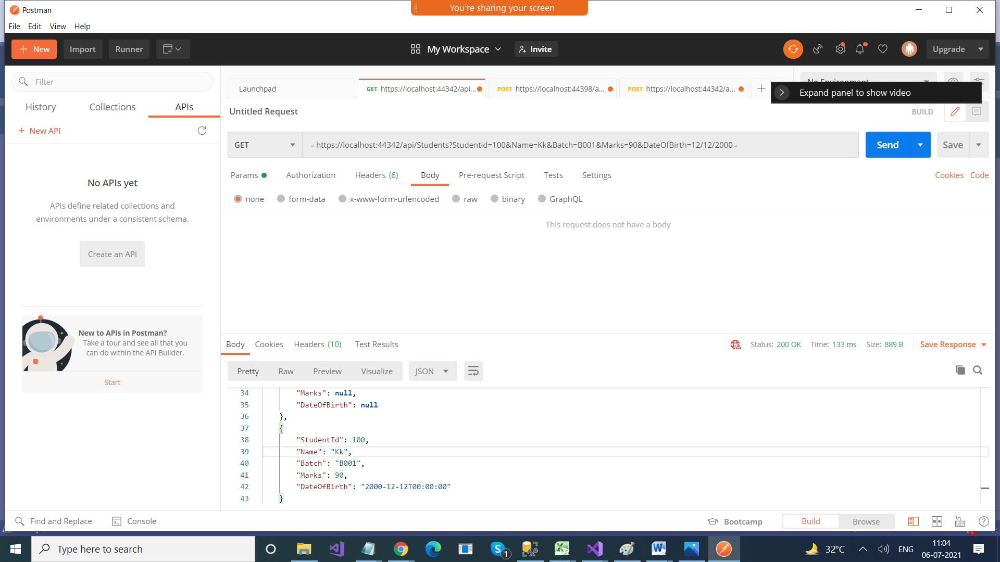 Postman
You're sharing your screen
File Edit View Help
New Import Runner My Workspace Invite Upgrade
Filter
History Collections APIs
New API
No APIs yet
APIs define related collections and
environments under a consistent schema.
Create an API
New to APIs in Postman?
Take a tour and see all that you
can do within the API Builder.
Start
Launchpad GET https://localhost:44342/api... POST https://localhost:44398/a... POST https://localhost:44342/a...
No Environment
Expand panel to show video
Untitled Request BUILD
GET https://localhost:44342/api/Students?Studentid=100&Name=Kk&Batch=B001&Marks=90&DateOfBirth=12/12/2000 Send Save
Params Authorization Headers (6) Body Pre-request Script Tests Settings Cookies Code
none form-data x-www-form-urlencoded raw binary GraphQL
This request does not have a body
Body Cookies Headers (10) Test Results Status: 200 OK Time: 133 ms Size: 889 B Save Response
Pretty Raw Preview Visualize JSON
34 "Marks": null,
35 "DateOfBirth": null
36 },
37 {
38 "StudentId": 100,
39 "Name": "Kk",
40 "Batch": "B001",
41 "Marks": 90,
42 "DateOfBirth": "2000-12-12T00:00:00"
43 }
Find and Replace Console Bootcamp Build Browse
Type here to search 1 32°C ENG 11:04
06-07-2021